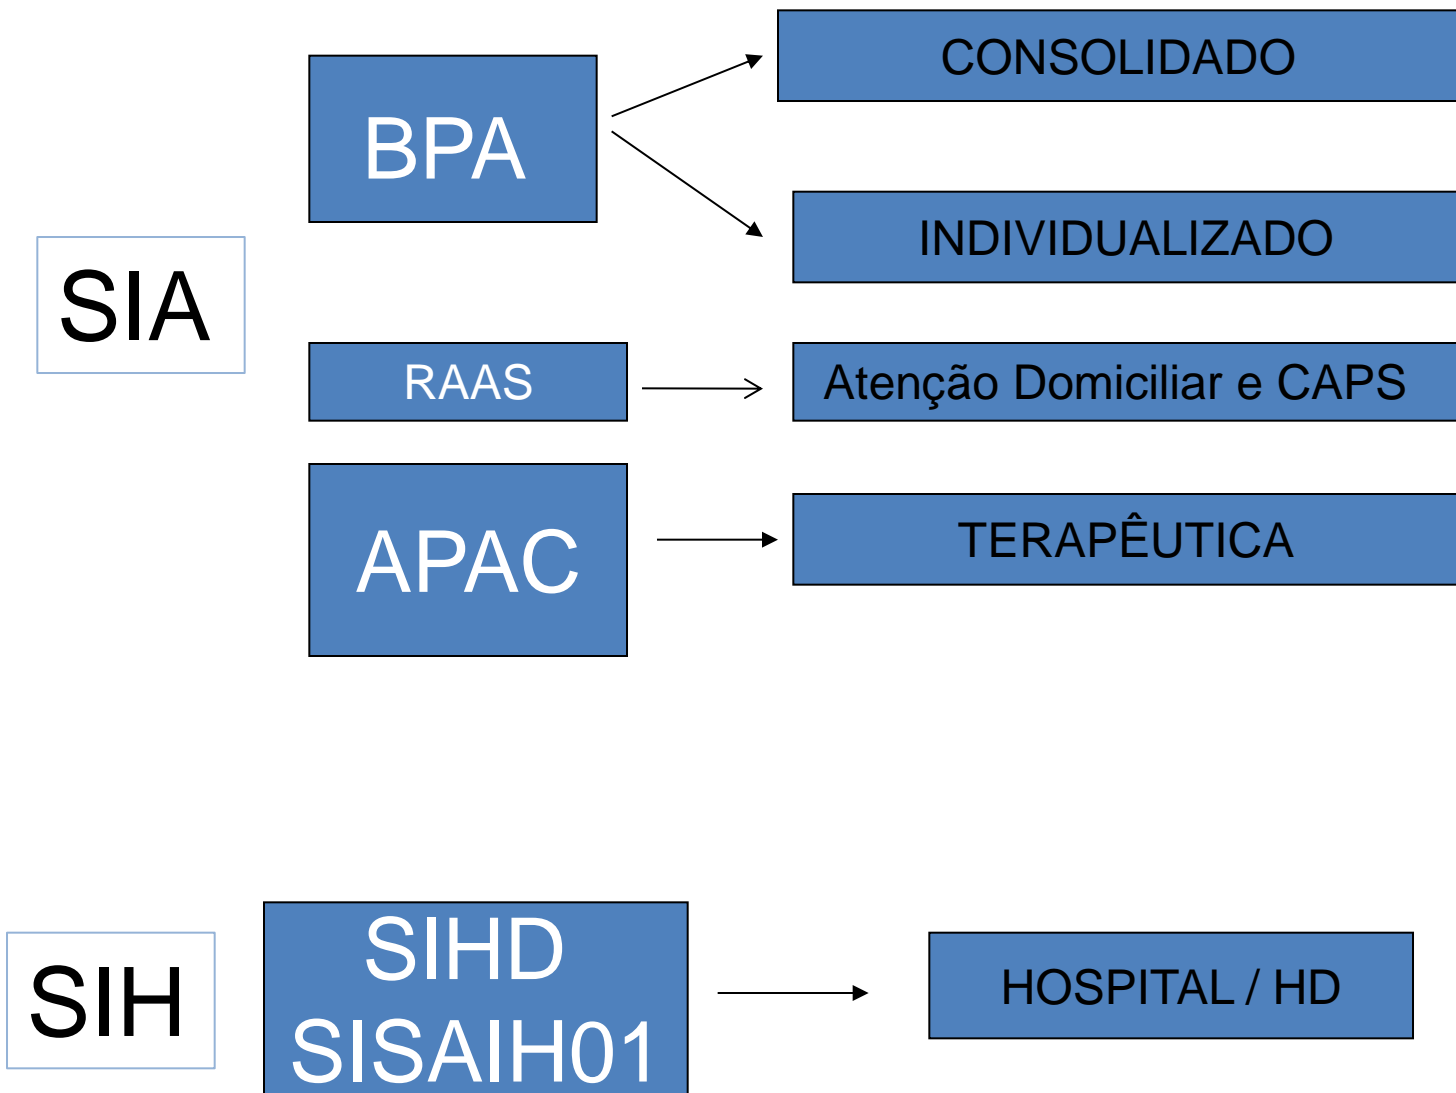 SIA
BPA
CONSOLIDADO
INDIVIDUALIZADO
RAAS
Atenção Domiciliar e CAPS
APAC
TERAPÊUTICA
SIH
SIHD
SISAIH01
HOSPITAL / HD